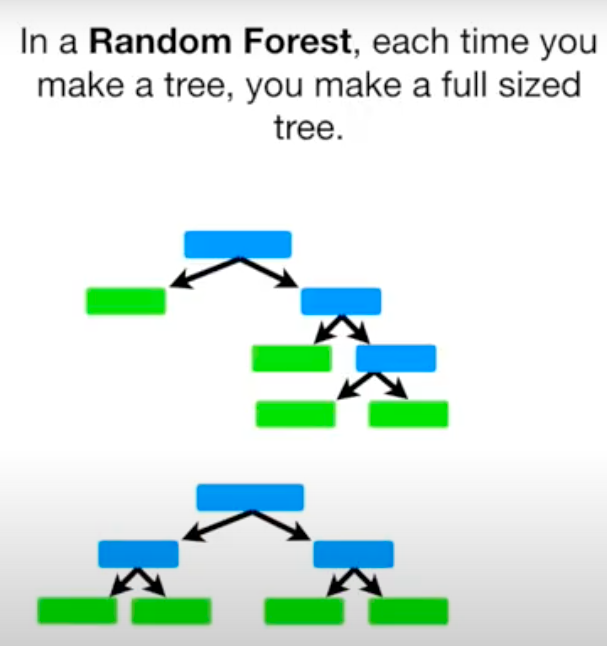 In a Random Forest, each time you
make a tree, you make a full sized
tree.